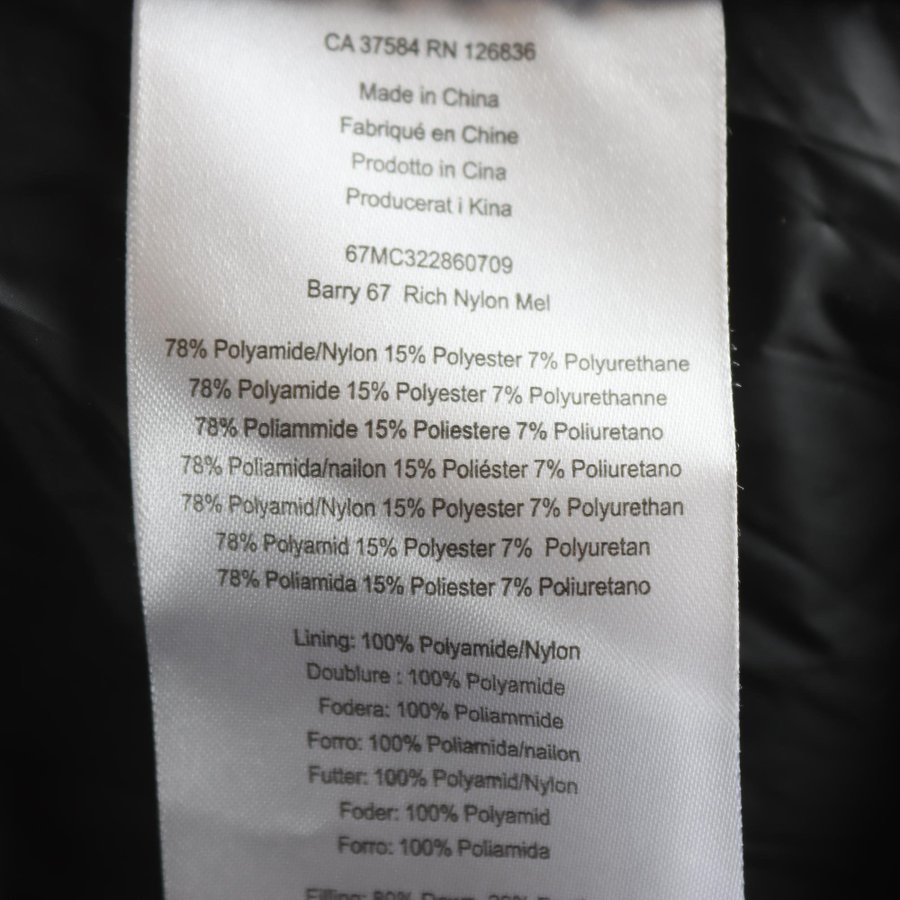 CA 37584 RN 126836
Made in China
Fabriqué en Chine
Prodotto in Cina
Producerat i Kina
67MC322860709
Barry 67 Rich Nylon Mel
78% Polyamide/Nylon 15% Polyester 7% Polyurethane
78% Polyamide 15% Polyester 7% Polyurethanne
78% Poliammide 15% Poliestere 7% Poliuretano
78% Poliamida/nailon 15% Poliéster 7% Poliuretano
78% Polyamid/Nylon 15% Polyester 7% Polyurethan
78% Polyamid 15% Polyester 7% Polyuretan
78% Poliamida 15% Poliester 7% Poliuretano
Lining: 100% Polyamide/Nylon
Doublure : 100% Polyamide
Fodera: 100% Poliammide
Forro: 100% Poliamida/nailon
Futter: 100% Polyamid/Nylon
Foder: 100% Polyamid
Forro: 100% Poliamida
Filling: 80% Down